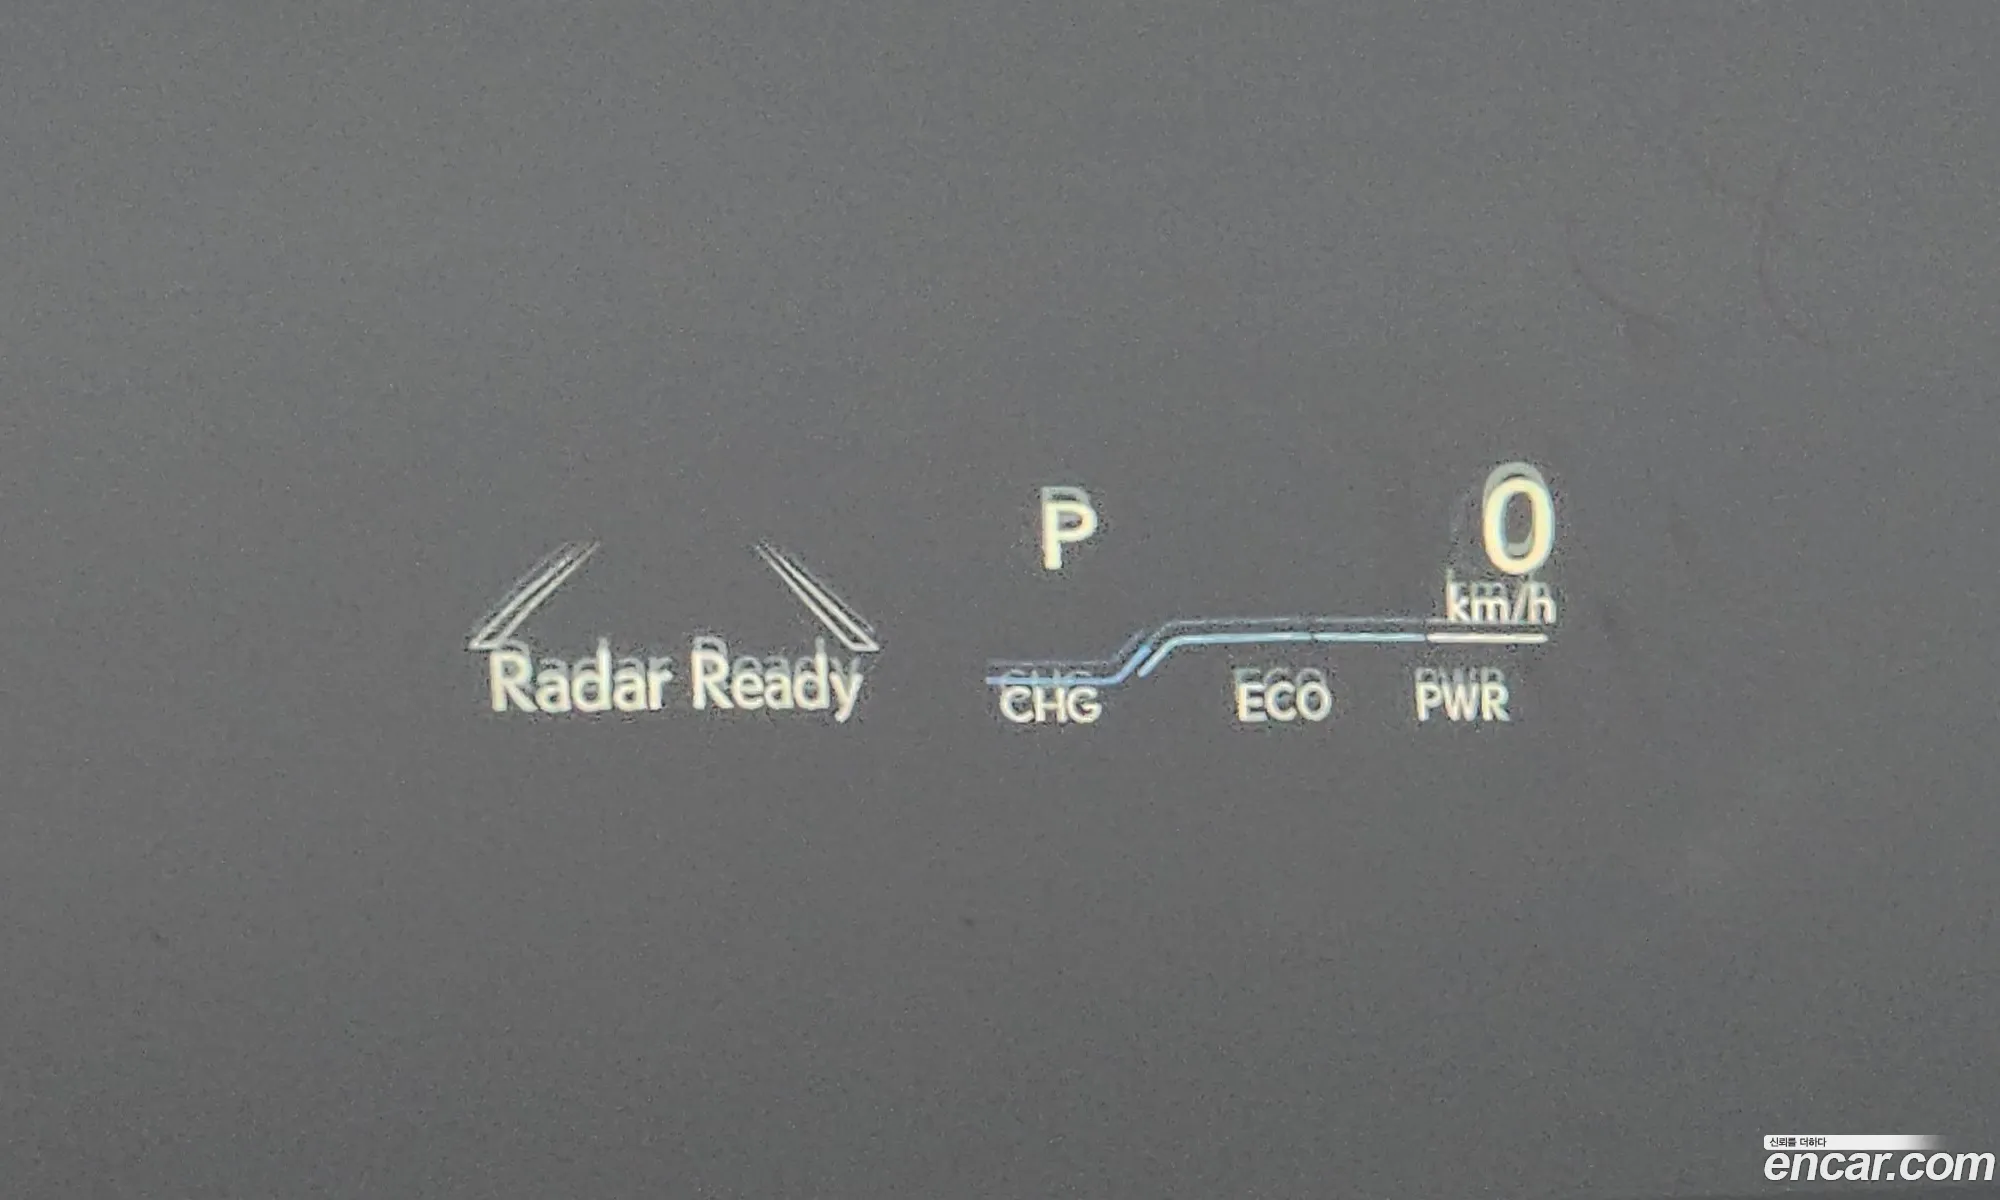 P
0
km/h
Radar Ready
CHG
ECO
PWR
신뢰를 더하다
encar.com